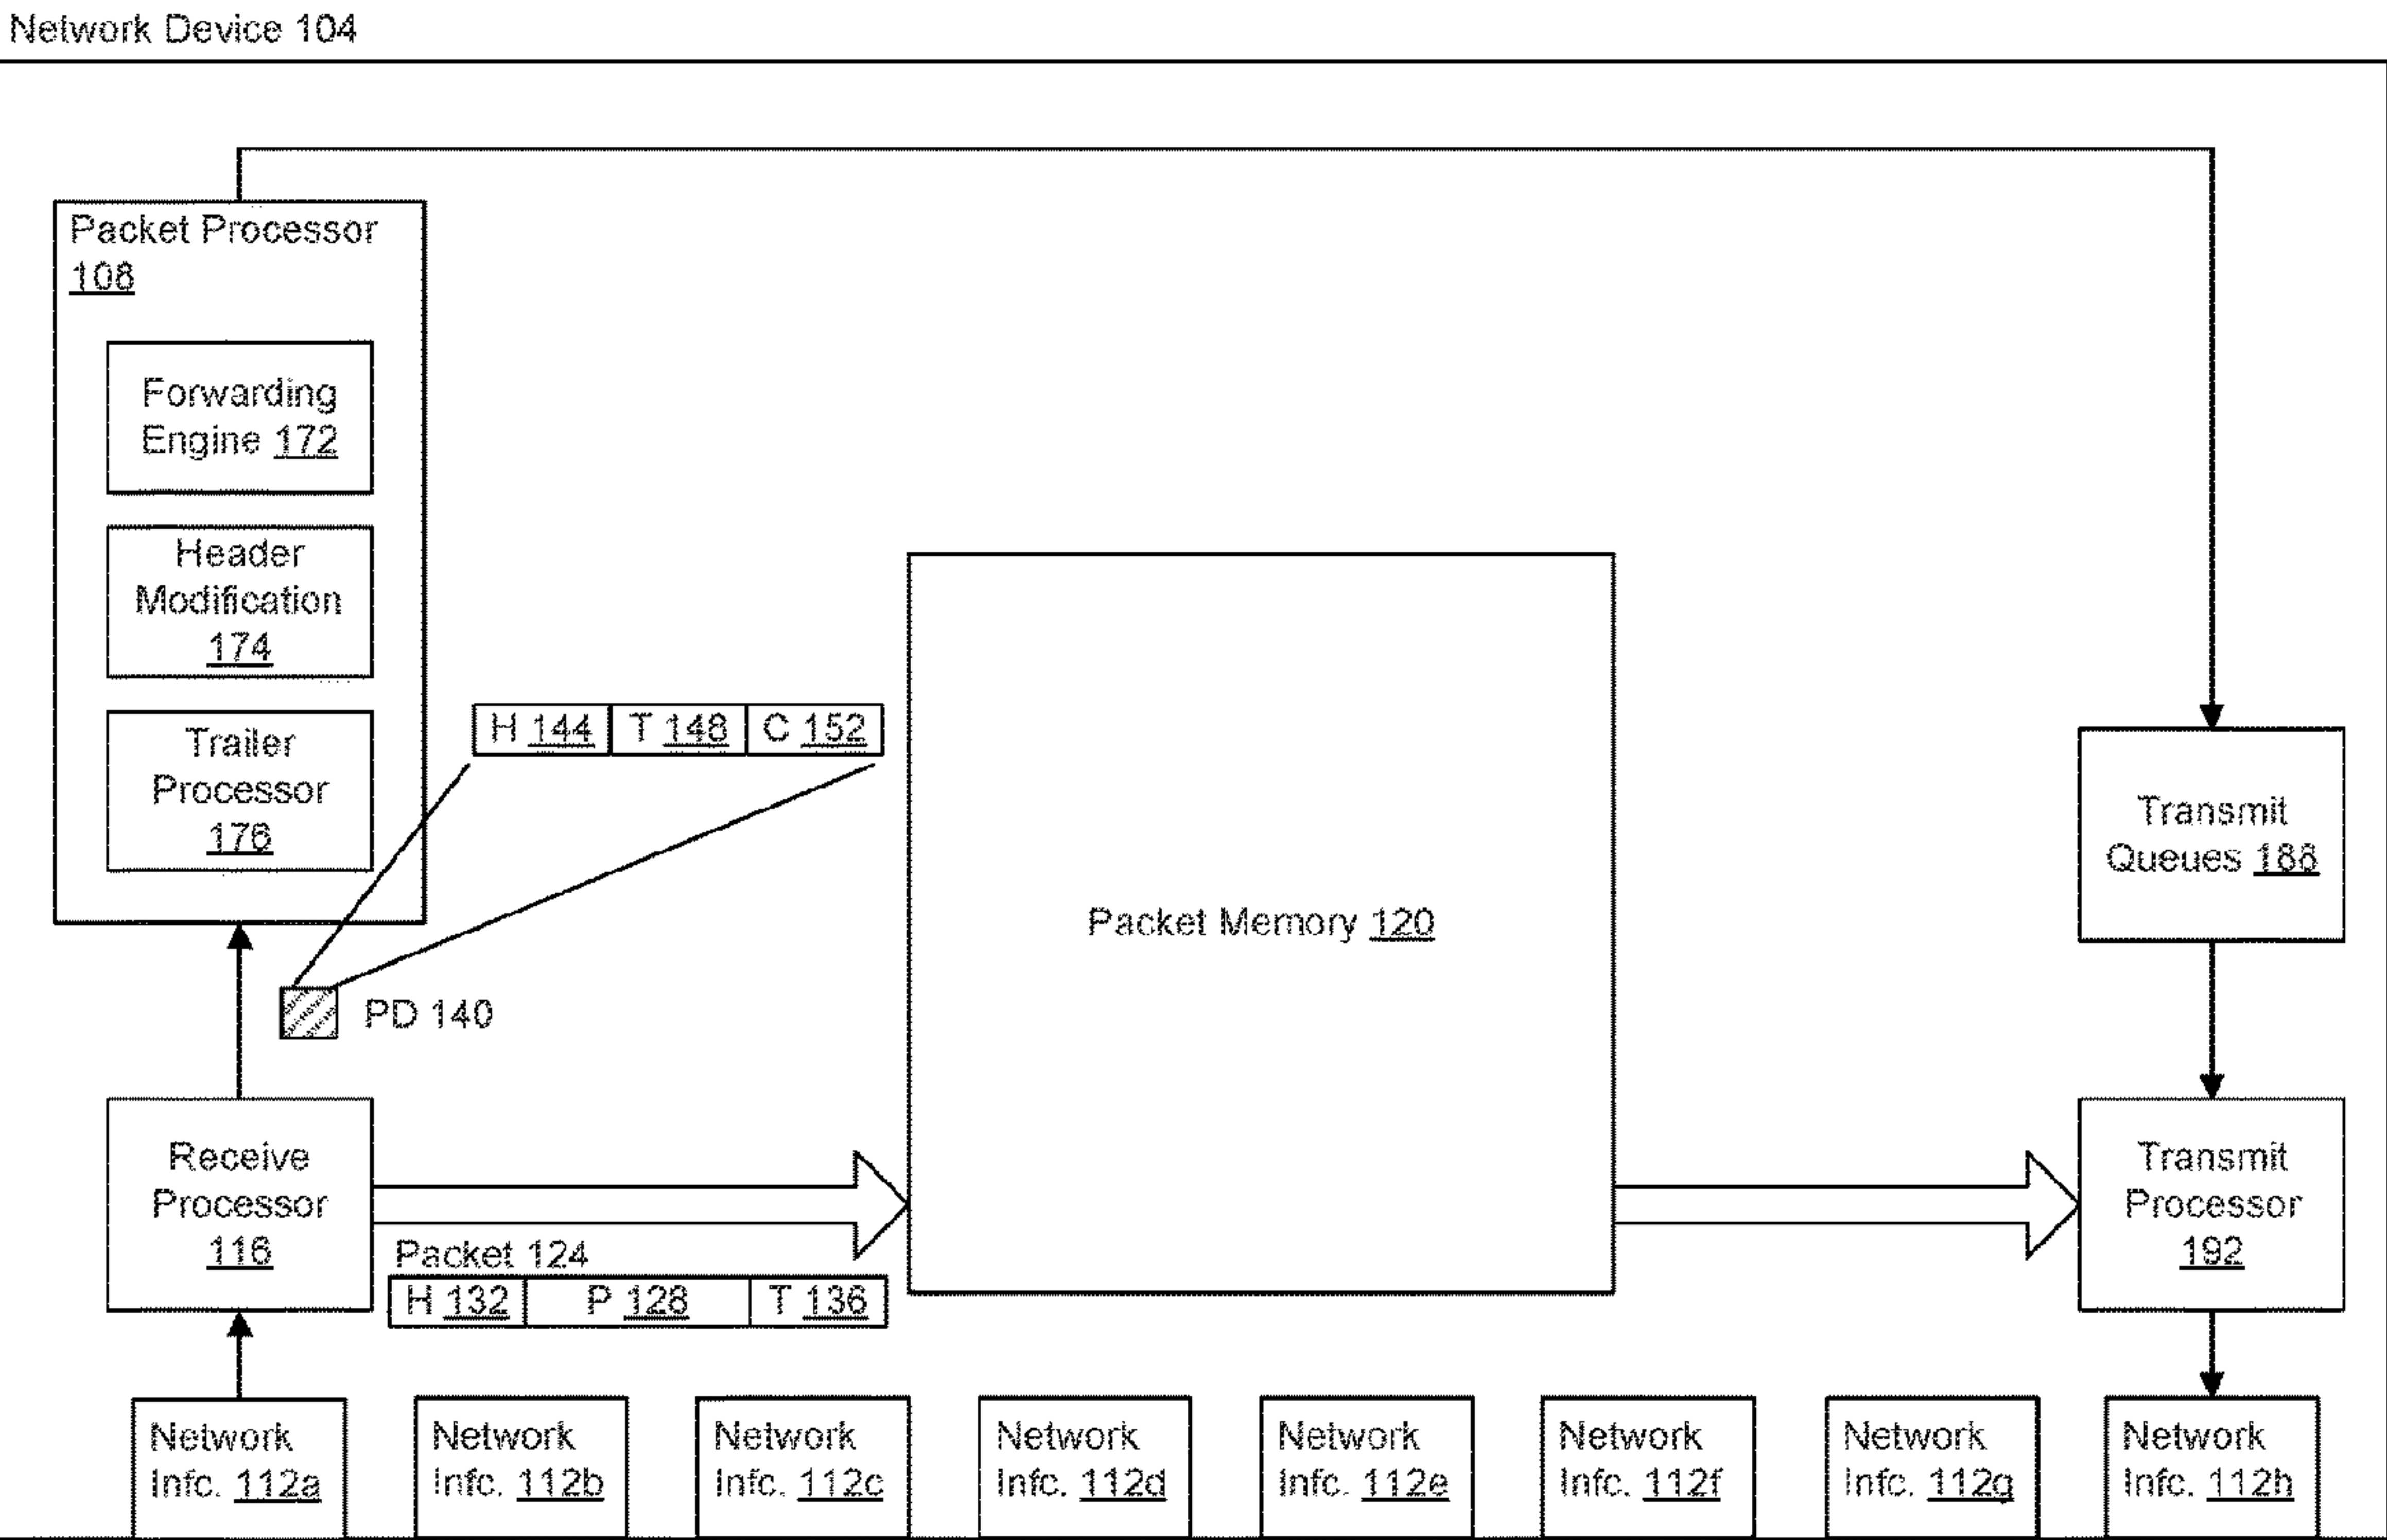 Network Device 104
Packet Processor
108
Forwarding
Engine 172
Header
Modification
174
Trailer
Processor
176
H 144 T 148 C 152
PD 140
Packet Memory 120
Transmit
Queues 188
Receive
Processor
116
Packet 124
H 132 P 128 T 136
Transmit
Processor
192
Network
Infc. 112a
Network
Infc. 112b
Network
Infc. 112c
Network
Infc. 112d
Network
Infc. 112e
Network
Infc. 112f
Network
Infc. 112g
Network
Infc. 112h